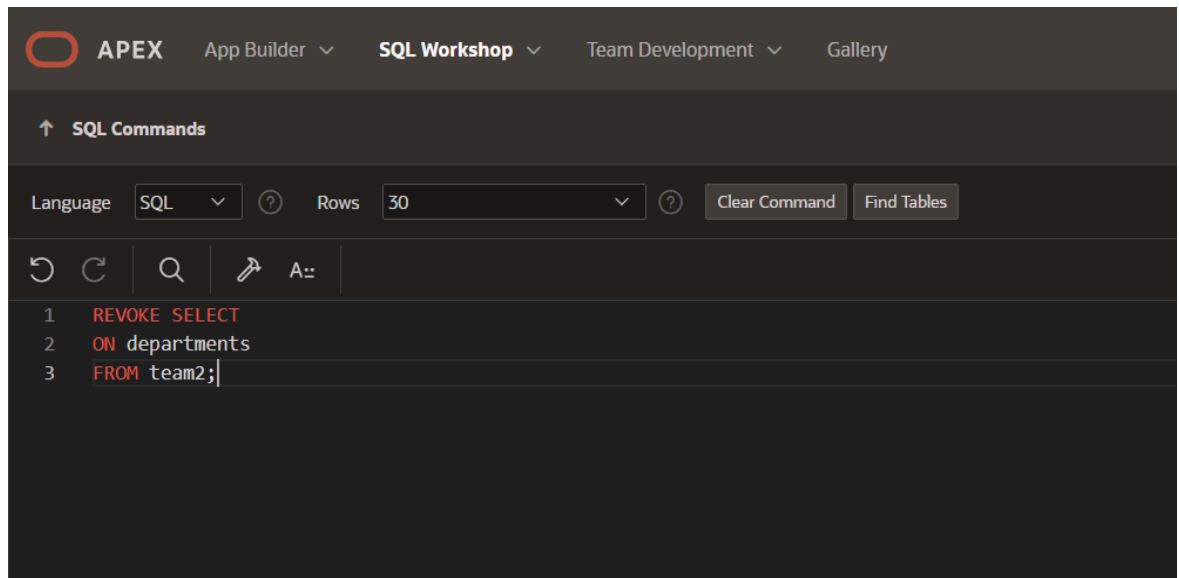 APEX App Builder SQL Workshop Team Development Gallery
SQL Commands
Language SQL ? Rows 30 ? Clear Command Find Tables
A::
1 REVOKE SELECT
2 ON departments
3 FROM team2;